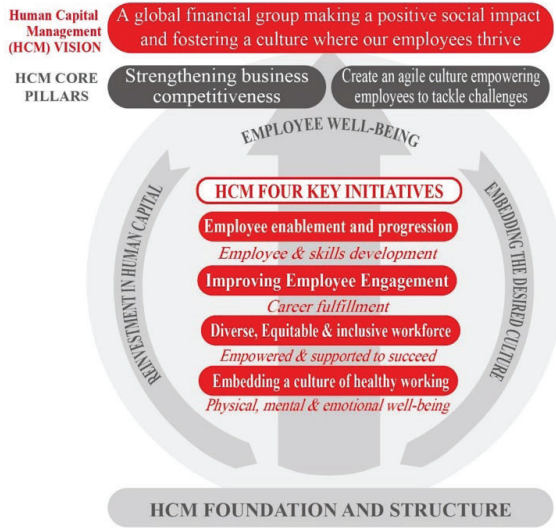 Human Capital
Management
(HCM) VISION
A global financial group making a positive social impact
and fostering a culture where our employees thrive
HCM CORE
PILLARS
Strengthening business
competitiveness
Create an agile culture empowering
employees to tackle challenges
EMPLOYEE WELL-BEING
REINVESTMENT IN HUMAN CAPITAL
EMBEDDING THE DESIRED CULTURE
HCM FOUR KEY INITIATIVES
Employee enablement and progression
Employee & skills development
Improving Employee Engagement
Career fulfillment
Diverse, Equitable & inclusive workforce
Empowered & supported to succeed
Embedding a culture of healthy working
Physical, mental & emotional well-being
HCM FOUNDATION AND STRUCTURE